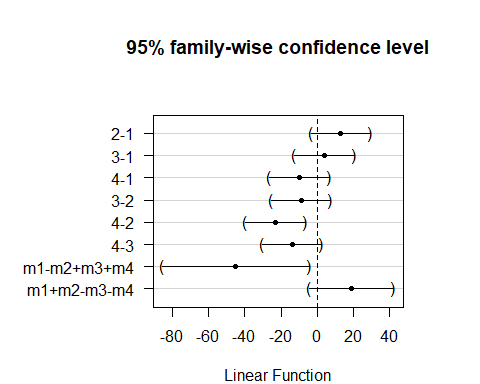 95% family-wise confidence level
2-1
3-1
4-1
3-2
4-2
4-3
m1-m2+m3+m4
m1+m2-m3-m4
-80 -60 -40 -20 0 20 40
Linear Function